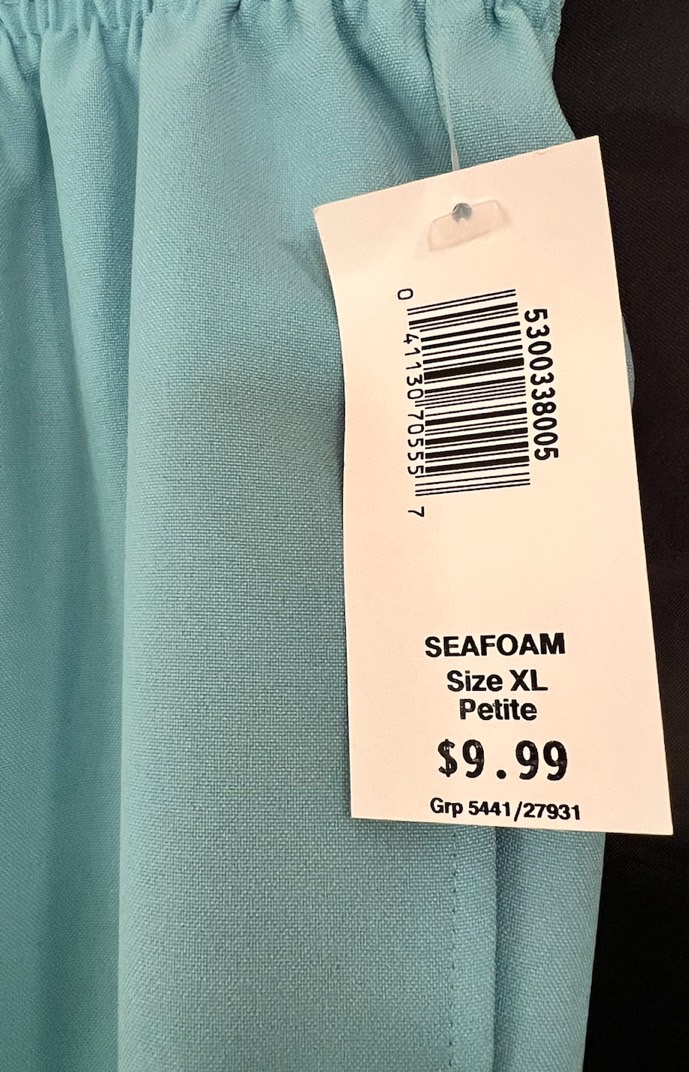 5300338005
0 41130 70555 7
SEAFOAM
Size XL
Petite
$9.99
Grp 5441/27931